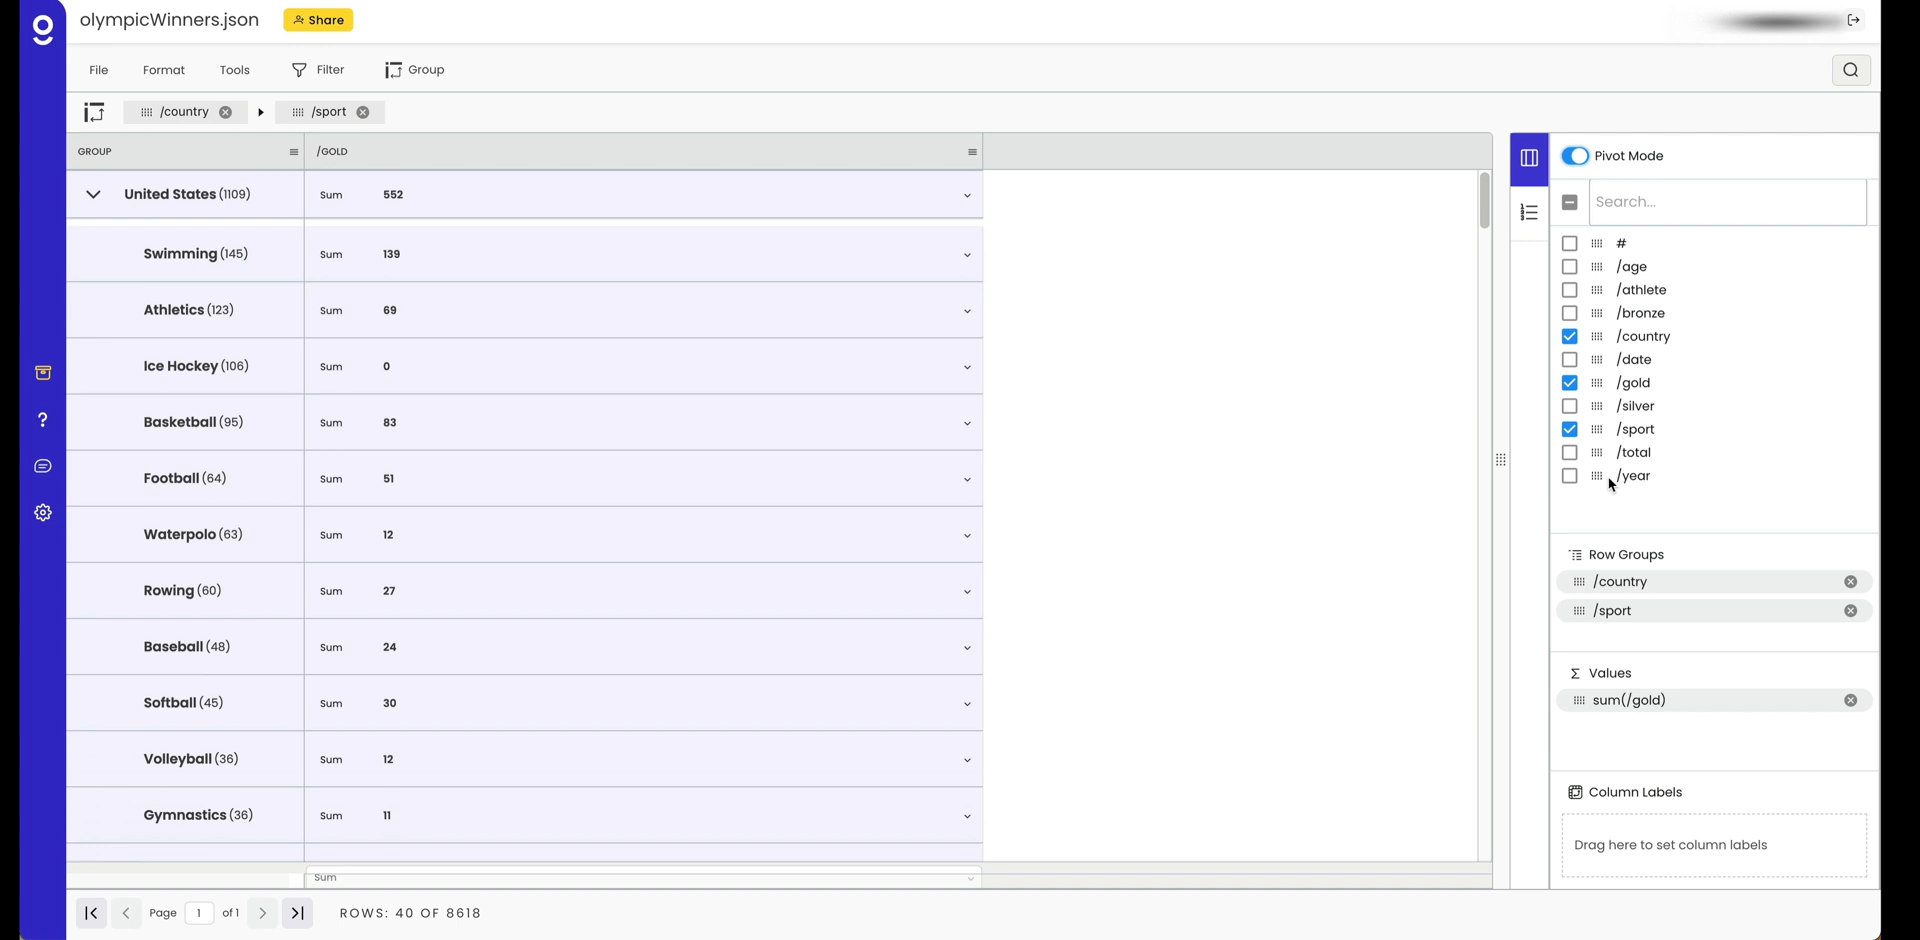 olympicWinners.json
Share
File Format Tools Filter Group
/country /sport
GROUP /GOLD
United States (1109) Sum 552
Swimming (145) Sum 139
Athletics (123) Sum 69
Ice Hockey (106) Sum 0
Basketball (95) Sum 83
Football (64) Sum 51
Waterpolo (63) Sum 12
Rowing (60) Sum 27
Baseball (48) Sum 24
Softball (45) Sum 30
Volleyball (36) Sum 12
Gymnastics (36) Sum 11
Sum
Page 1 of 1 ROWS: 40 OF 8618
Pivot Mode
Search...
#
/age
/athlete
/bronze
/country
/date
/gold
/silver
/sport
/total
/year
Row Groups
/country
/sport
Values
sum(/gold)
Column Labels
Drag here to set column labels